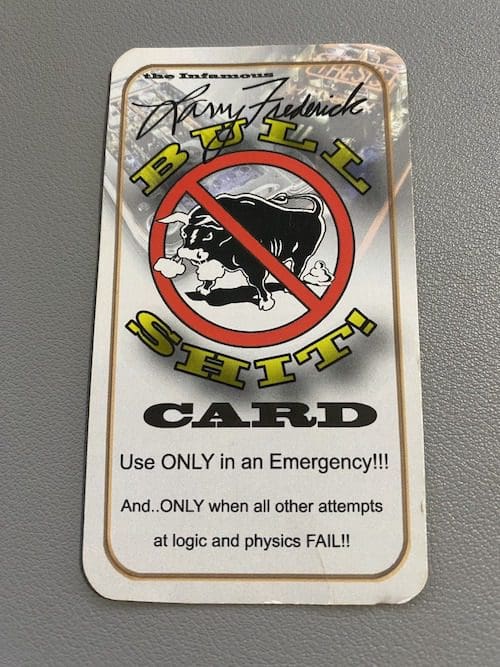 the Infamous
Larry Frederick
BULL
SHIT!
CARD
Use ONLY in an Emergency!!!
And..ONLY when all other attempts
at logic and physics FAIL!!